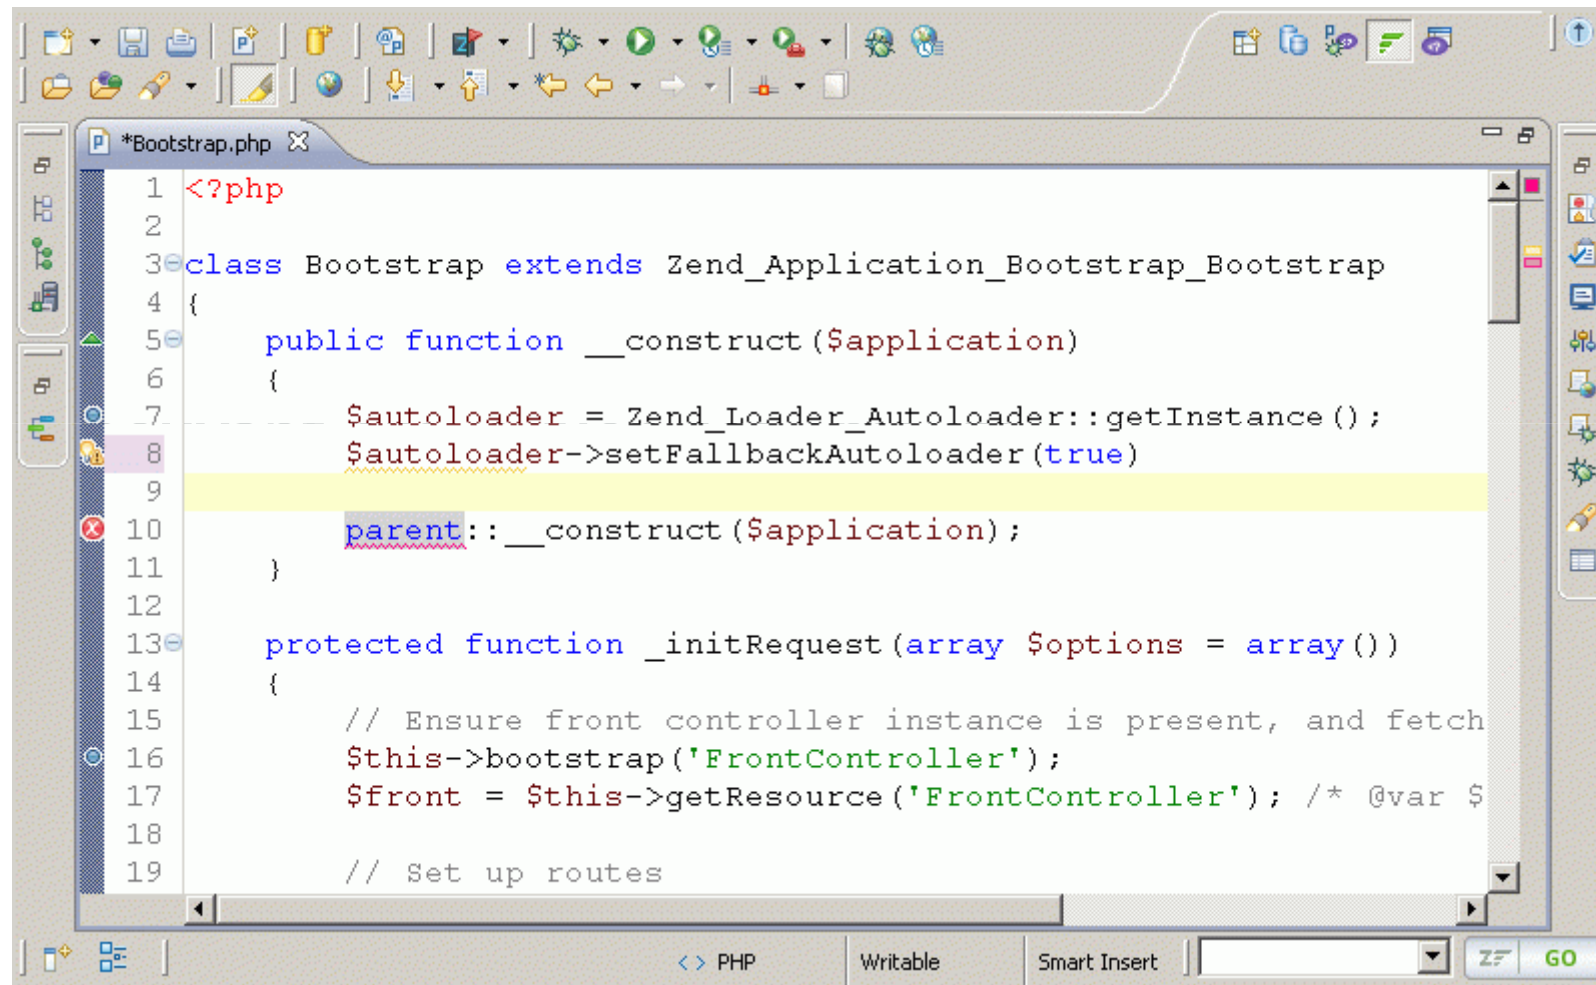 *Bootstrap.php
1 <?php
2
3 class Bootstrap extends Zend_Application_Bootstrap_Bootstrap
4 {
5     public function __construct($application)
6     {
7         $autoloader = Zend_Loader_Autoloader::getInstance();
8         $autoloader->setFallbackAutoloader(true)
9
10         parent::__construct($application);
11     }
12
13     protected function _initRequest(array $options = array())
14     {
15         // Ensure front controller instance is present, and fetch
16         $this->bootstrap('FrontController');
17         $front = $this->getResource('FrontController'); /* @var $
18
19         // Set up routes
<> PHP Writable Smart Insert ZF GO